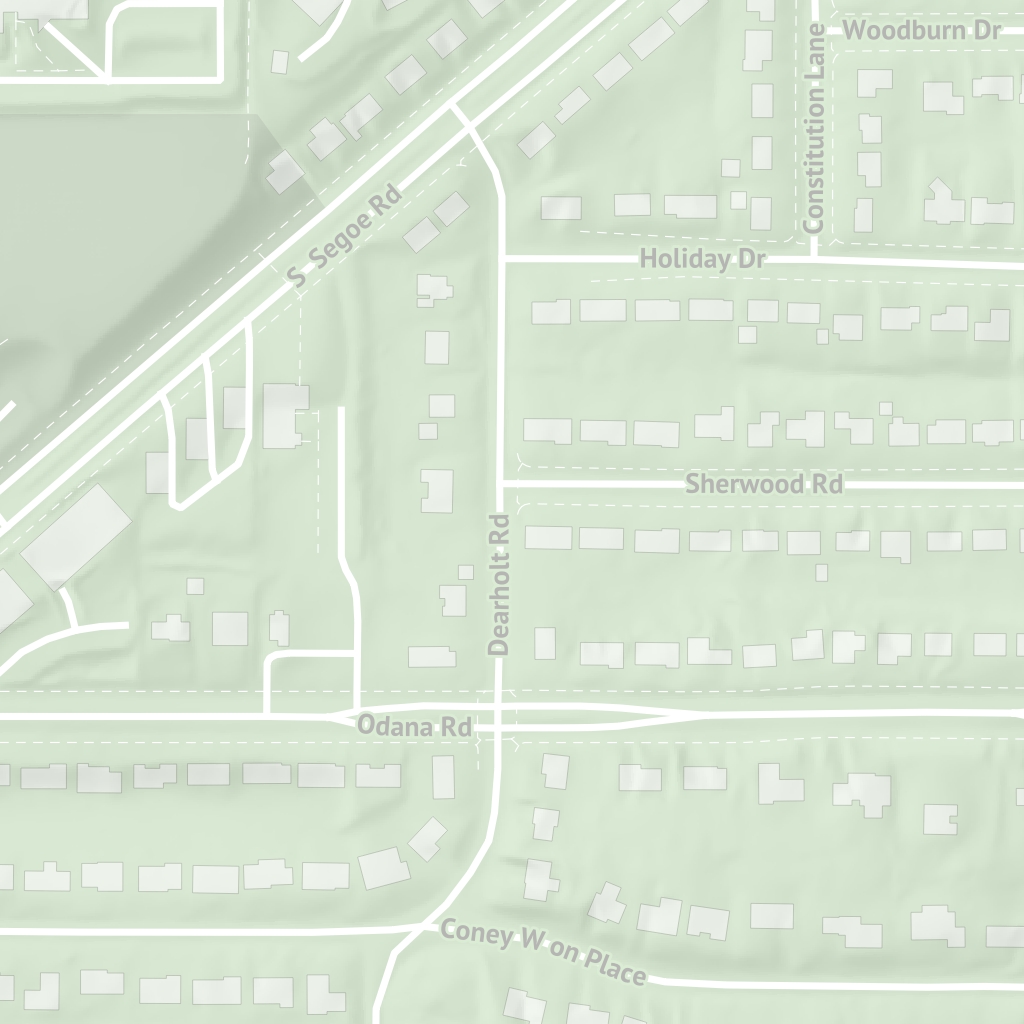 Woodburn Dr
Constitution Lane
S Segoe Rd
Holiday Dr
Sherwood Rd
Dearholt Rd
Odana Rd
Coney W on Place